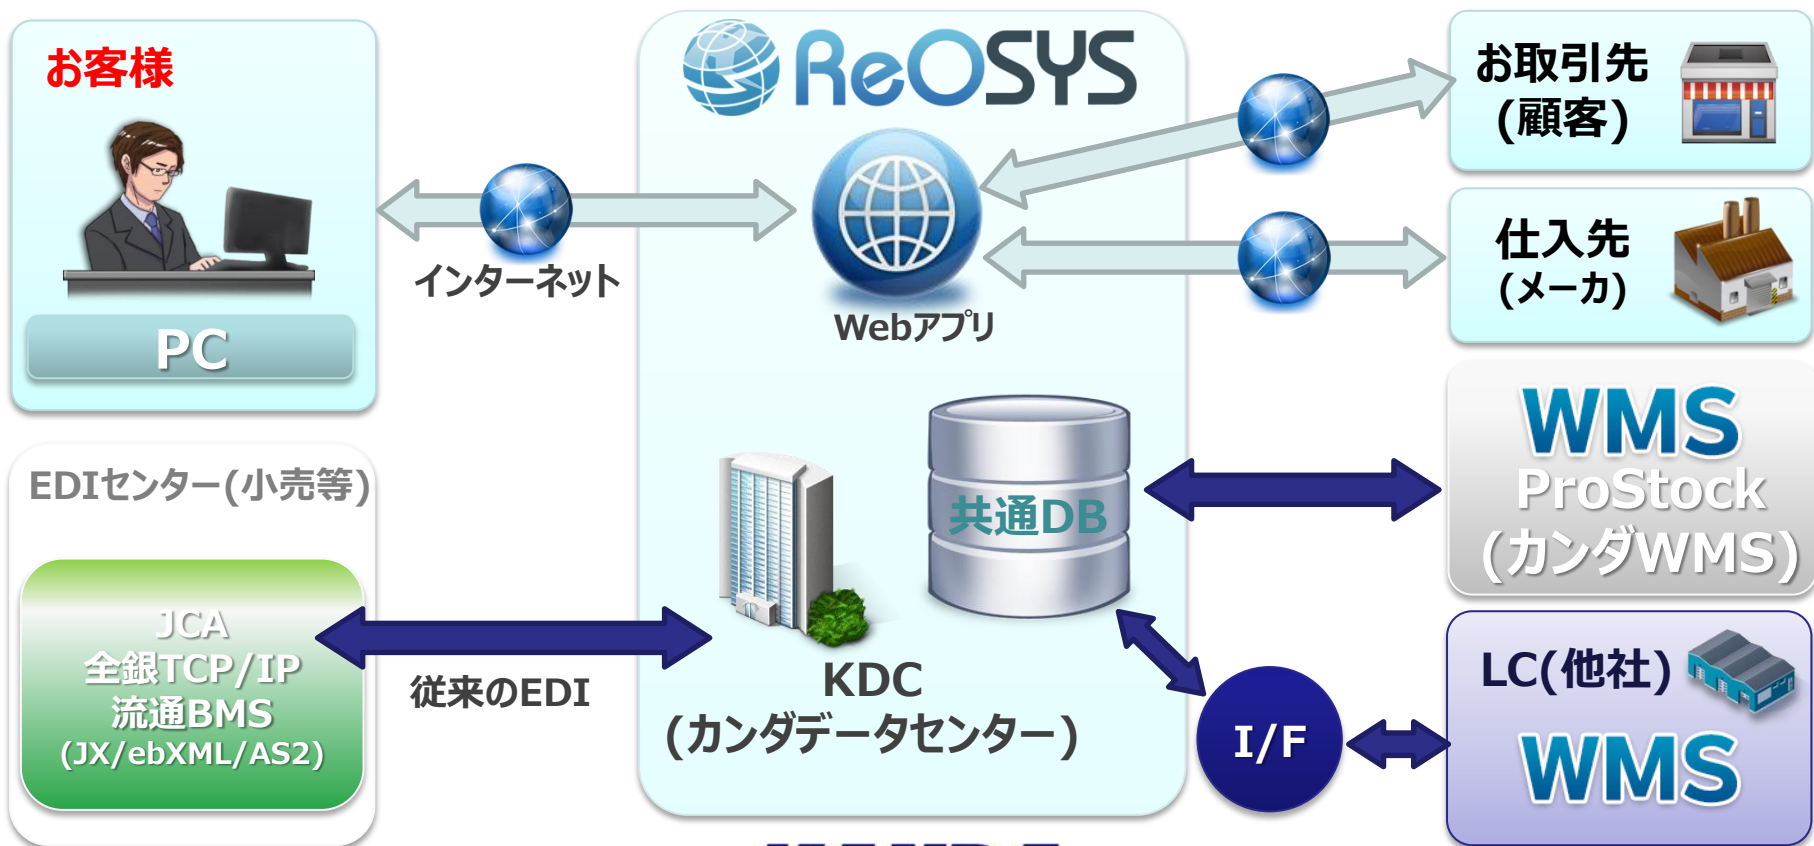 お客様
PC
インターネット
EDIセンター(小売等)
JCA
全銀TCP/IP
流通BMS
(JX/ebXML/AS2)
従来のEDI
ReOSYS
Webアプリ
共通DB
KDC
(カンダデータセンター)
I/F
お取引先
(顧客)
仕入先
(メーカ)
WMS
ProStock
(カンダWMS)
LC(他社)
WMS